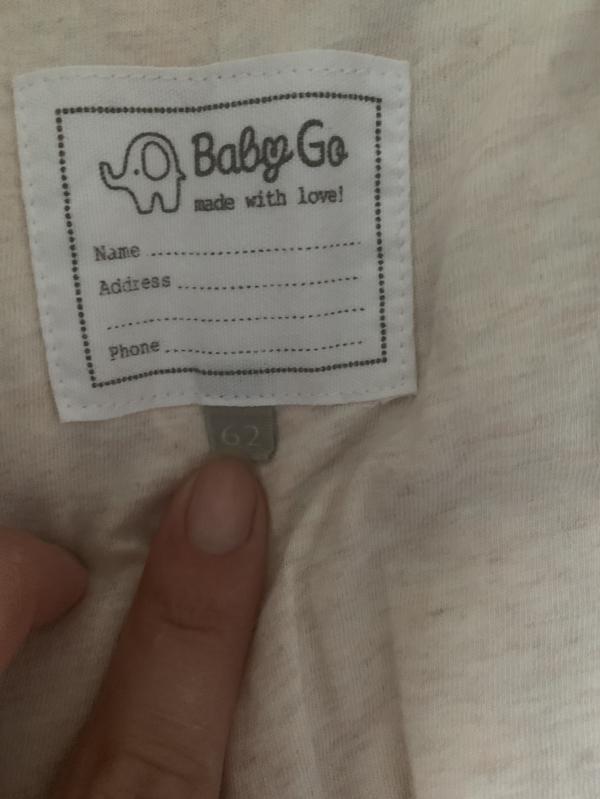 Baby Go
made with love!
Name ..............................
Address ..............................
..............................
Phone ..............................
62